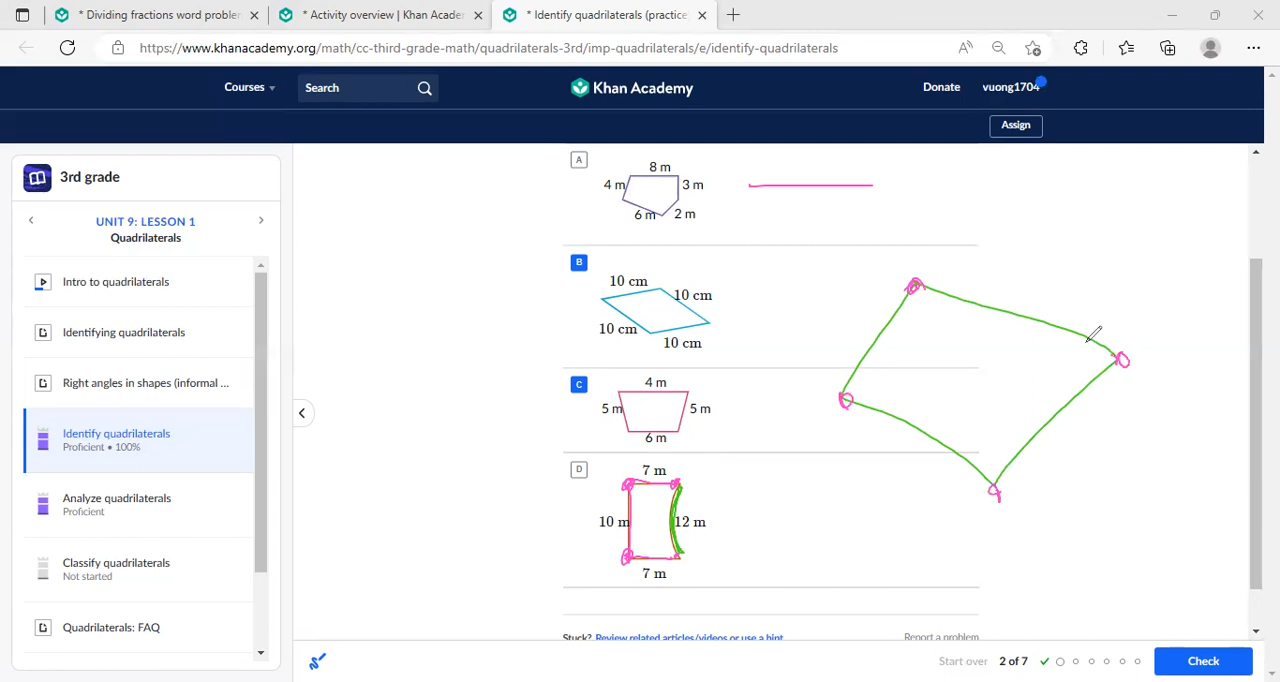 * Dividing fractions word problem
* Activity overview | Khan Acader
* Identify quadrilaterals (practice
https://www.khanacademy.org/math/cc-third-grade-math/quadrilaterals-3rd/imp-quadrilaterals/e/identify-quadrilaterals
Courses
Search
Khan Academy
Donate
vuong1704
Assign
3rd grade
UNIT 9: LESSON 1
Quadrilaterals
Intro to quadrilaterals
Identifying quadrilaterals
Right angles in shapes (informal ...
Identify quadrilaterals
Proficient • 100%
Analyze quadrilaterals
Proficient
Classify quadrilaterals
Not started
Quadrilaterals: FAQ
A
8 m
4 m
3 m
6 m
2 m
B
10 cm
10 cm
10 cm
10 cm
C
4 m
5 m
5 m
6 m
D
7 m
10 m
12 m
7 m
Stuck? Review related articles/videos or use a hint
Report a problem
Start over
2 of 7
Check